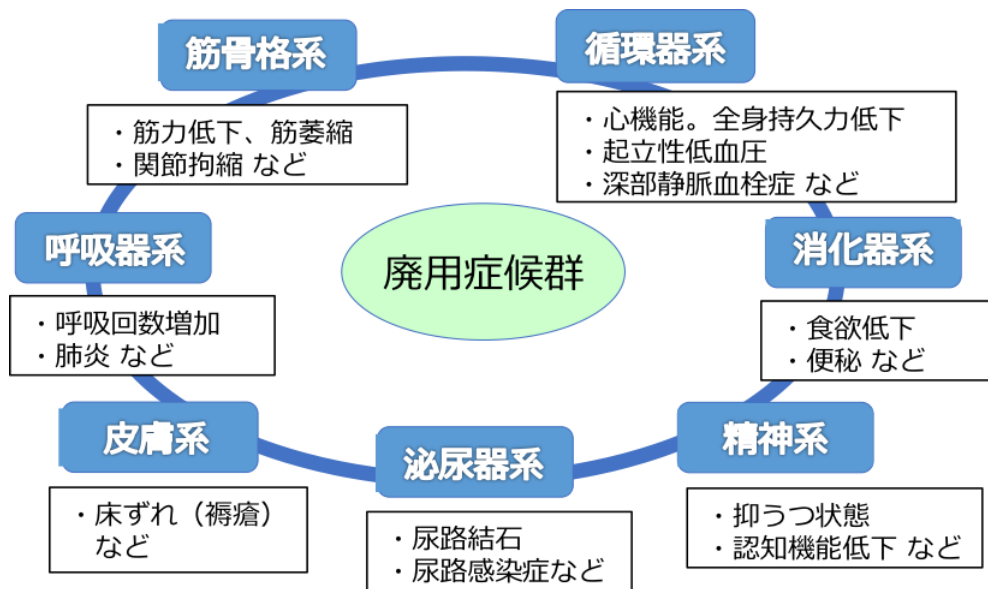 筋骨格系
・筋力低下、筋萎縮
・関節拘縮 など
循環器系
・心機能。全身持久力低下
・起立性低血圧
・深部静脈血栓症 など
呼吸器系
・呼吸回数増加
・肺炎 など
廃用症候群
消化器系
・食欲低下
・便秘 など
皮膚系
・床ずれ（褥瘡）
など
泌尿器系
・尿路結石
・尿路感染症など
精神系
・抑うつ状態
・認知機能低下 など